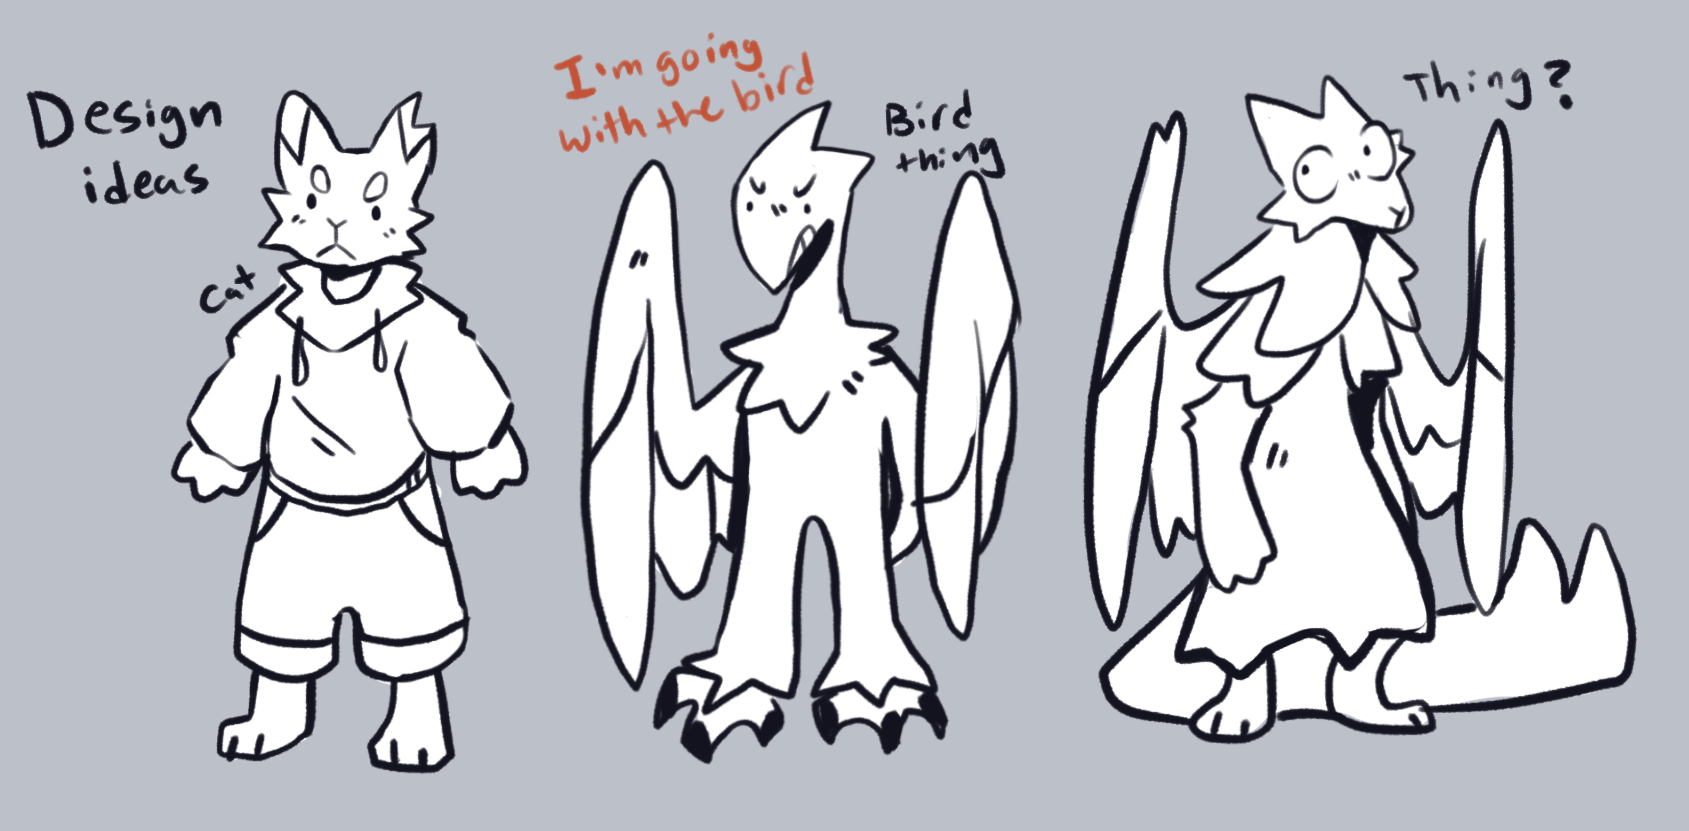 Design
ideas
Cat
I'm going
with the bird
Bird
thing
Thing?